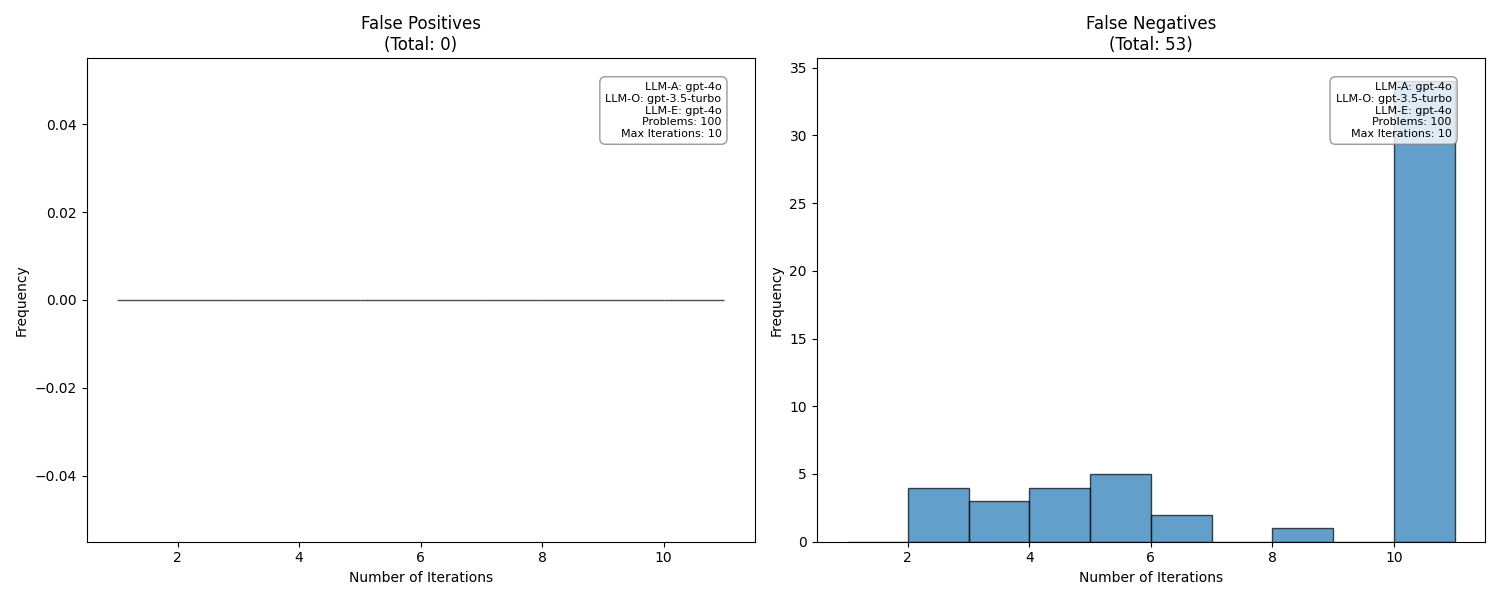 False Positives
(Total: 0)
LLM-A: gpt-4o
LLM-O: gpt-3.5-turbo
LLM-E: gpt-4o
Problems: 100
Max Iterations: 10
0.04
0.02
0.00
−0.02
−0.04
Frequency
2 4 6 8 10
Number of Iterations
False Negatives
(Total: 53)
LLM-A: gpt-4o
LLM-O: gpt-3.5-turbo
LLM-E: gpt-4o
Problems: 100
Max Iterations: 10
35
30
25
20
15
10
5
0
Frequency
2 4 6 8 10
Number of Iterations